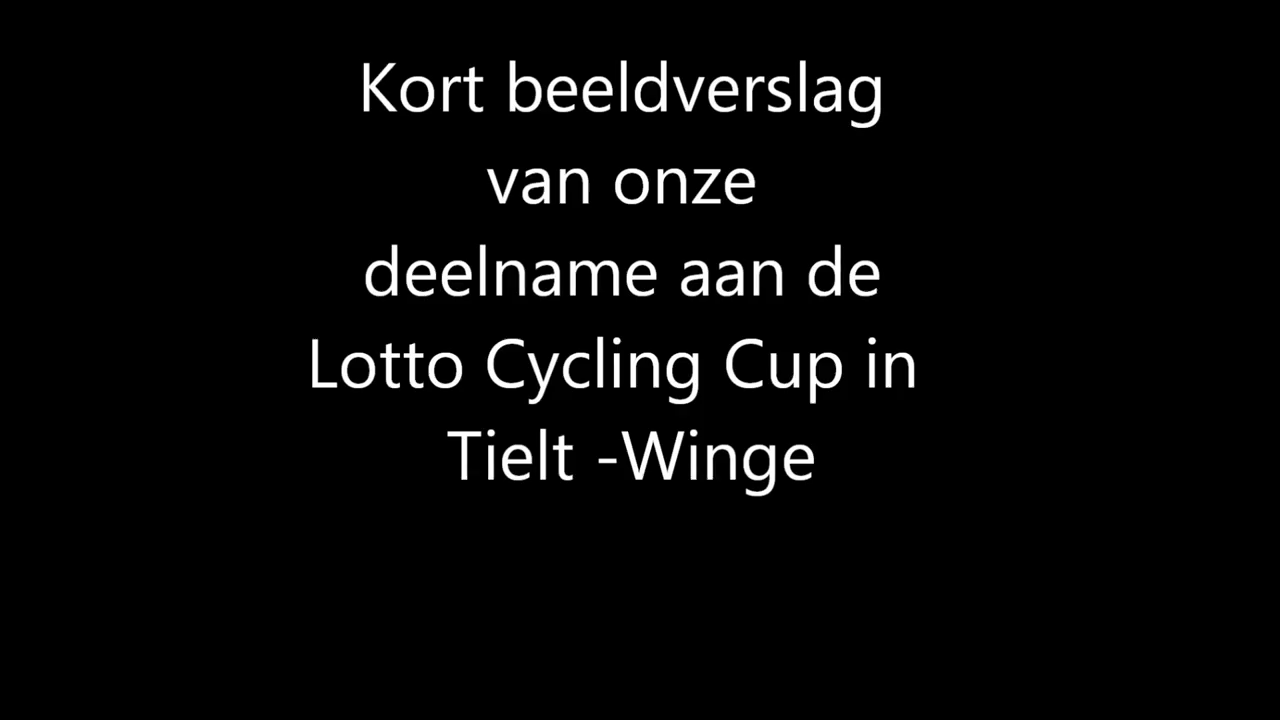 Kort beeldverslag
van onze
deelname aan de
Lotto Cycling Cup in
Tielt -Winge